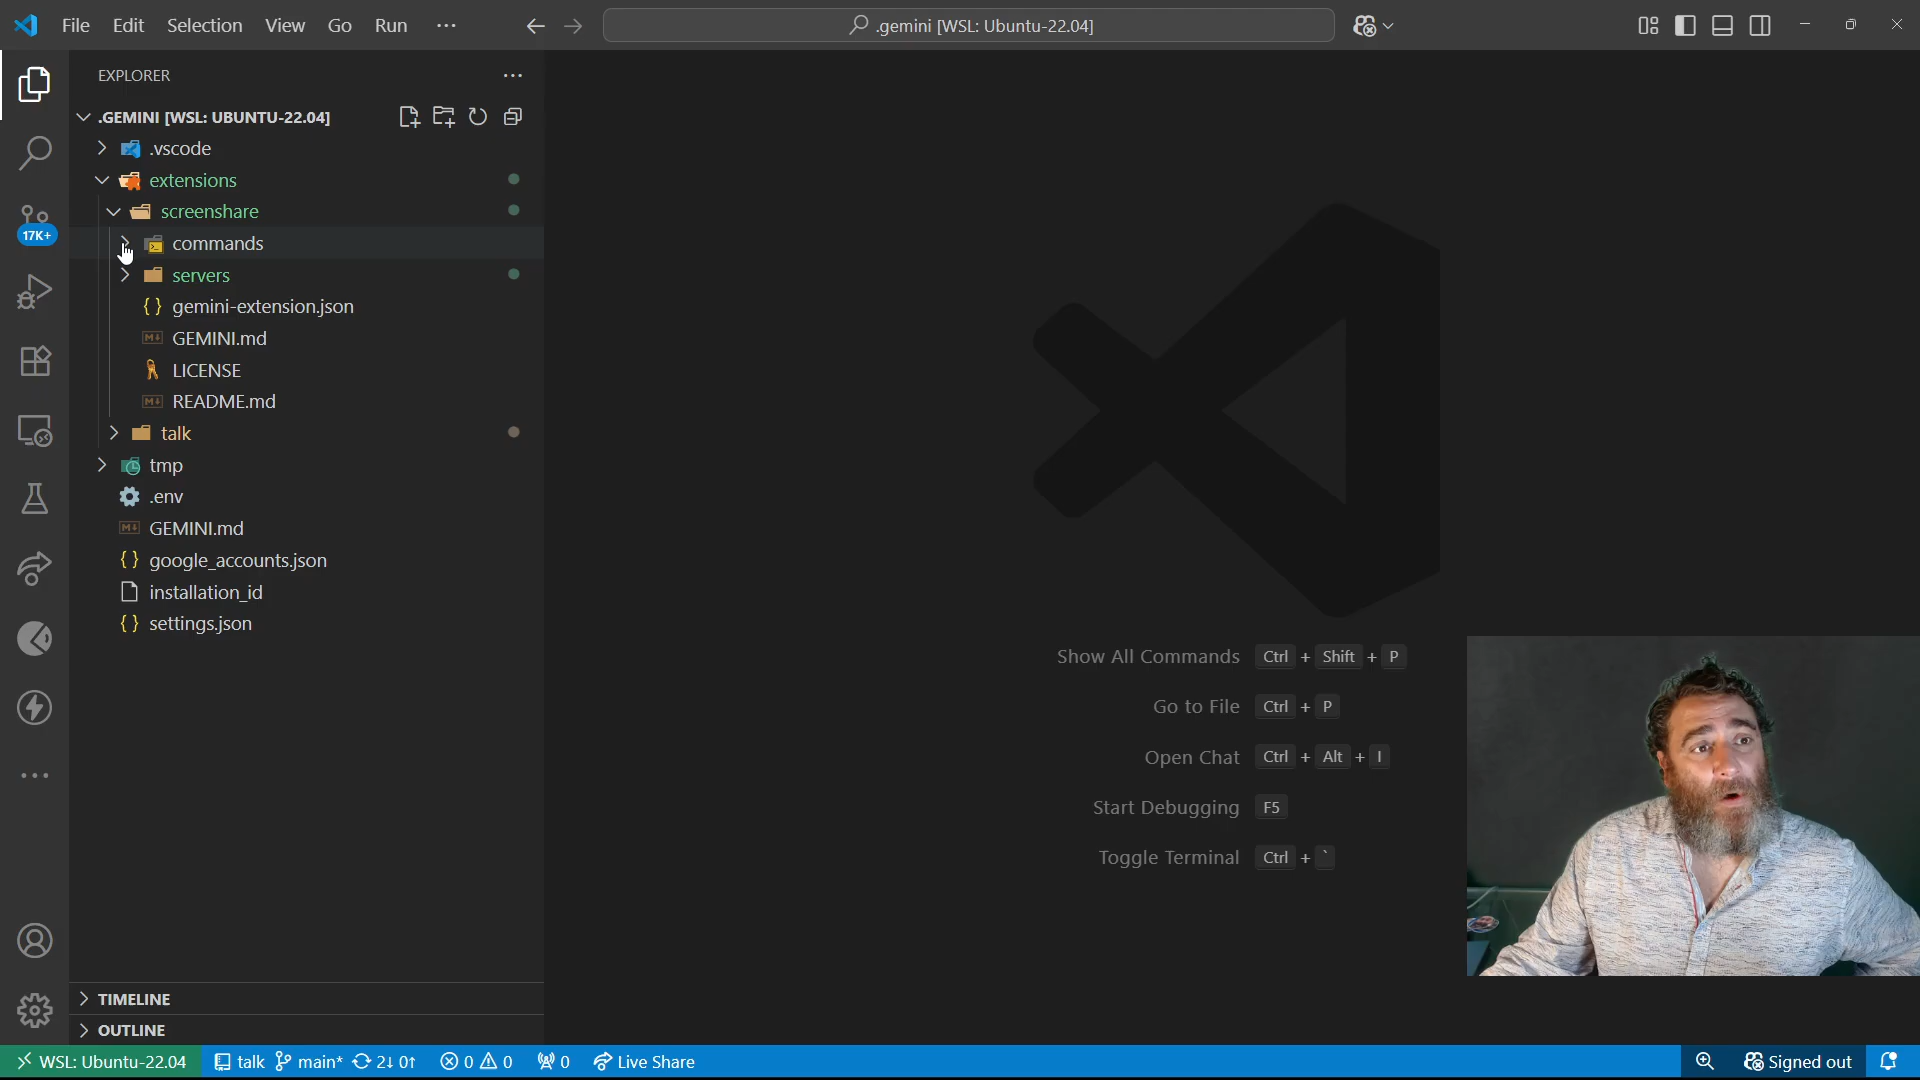 File Edit Selection View Go Run ···
.gemini [WSL: Ubuntu-22.04]
EXPLORER
.GEMINI [WSL: UBUNTU-22.04]
.vscode
extensions
screenshare
17K+
commands
servers
{ } gemini-extension.json
M↓ GEMINI.md
LICENSE
M↓ README.md
talk
tmp
.env
M↓ GEMINI.md
{ } google_accounts.json
installation_id
{ } settings.json
Show All Commands Ctrl + Shift + P
Go to File Ctrl + P
Open Chat Ctrl + Alt + I
Start Debugging F5
Toggle Terminal Ctrl + `
TIMELINE
OUTLINE
WSL: Ubuntu-22.04 talk main* 2↓ 0↑ 0 0 0 Live Share Signed out